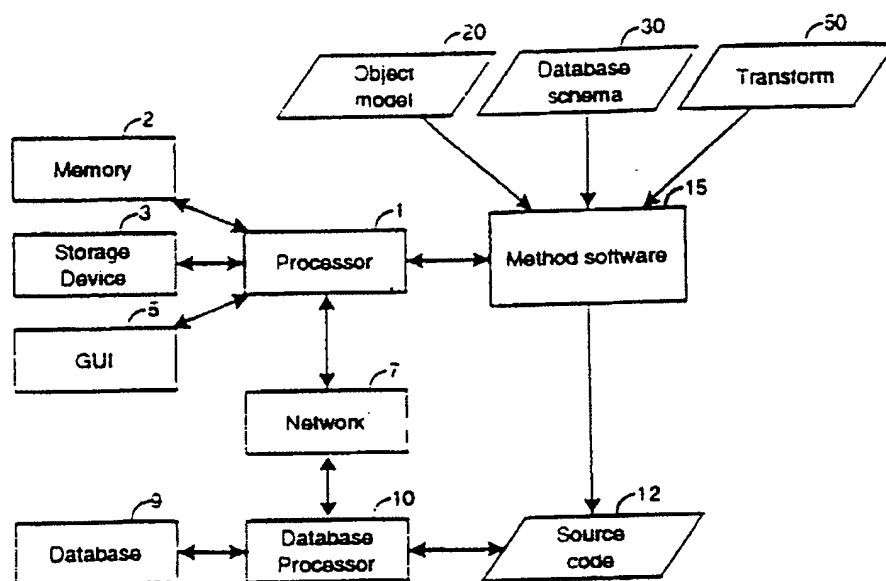 20
30
50
Object
model
Database
schema
Transform
2
Memory
15
3
1
Storage
Device
Processor
Method software
5
GUI
7
Network
9
10
12
Database
Database
Processor
Source
code